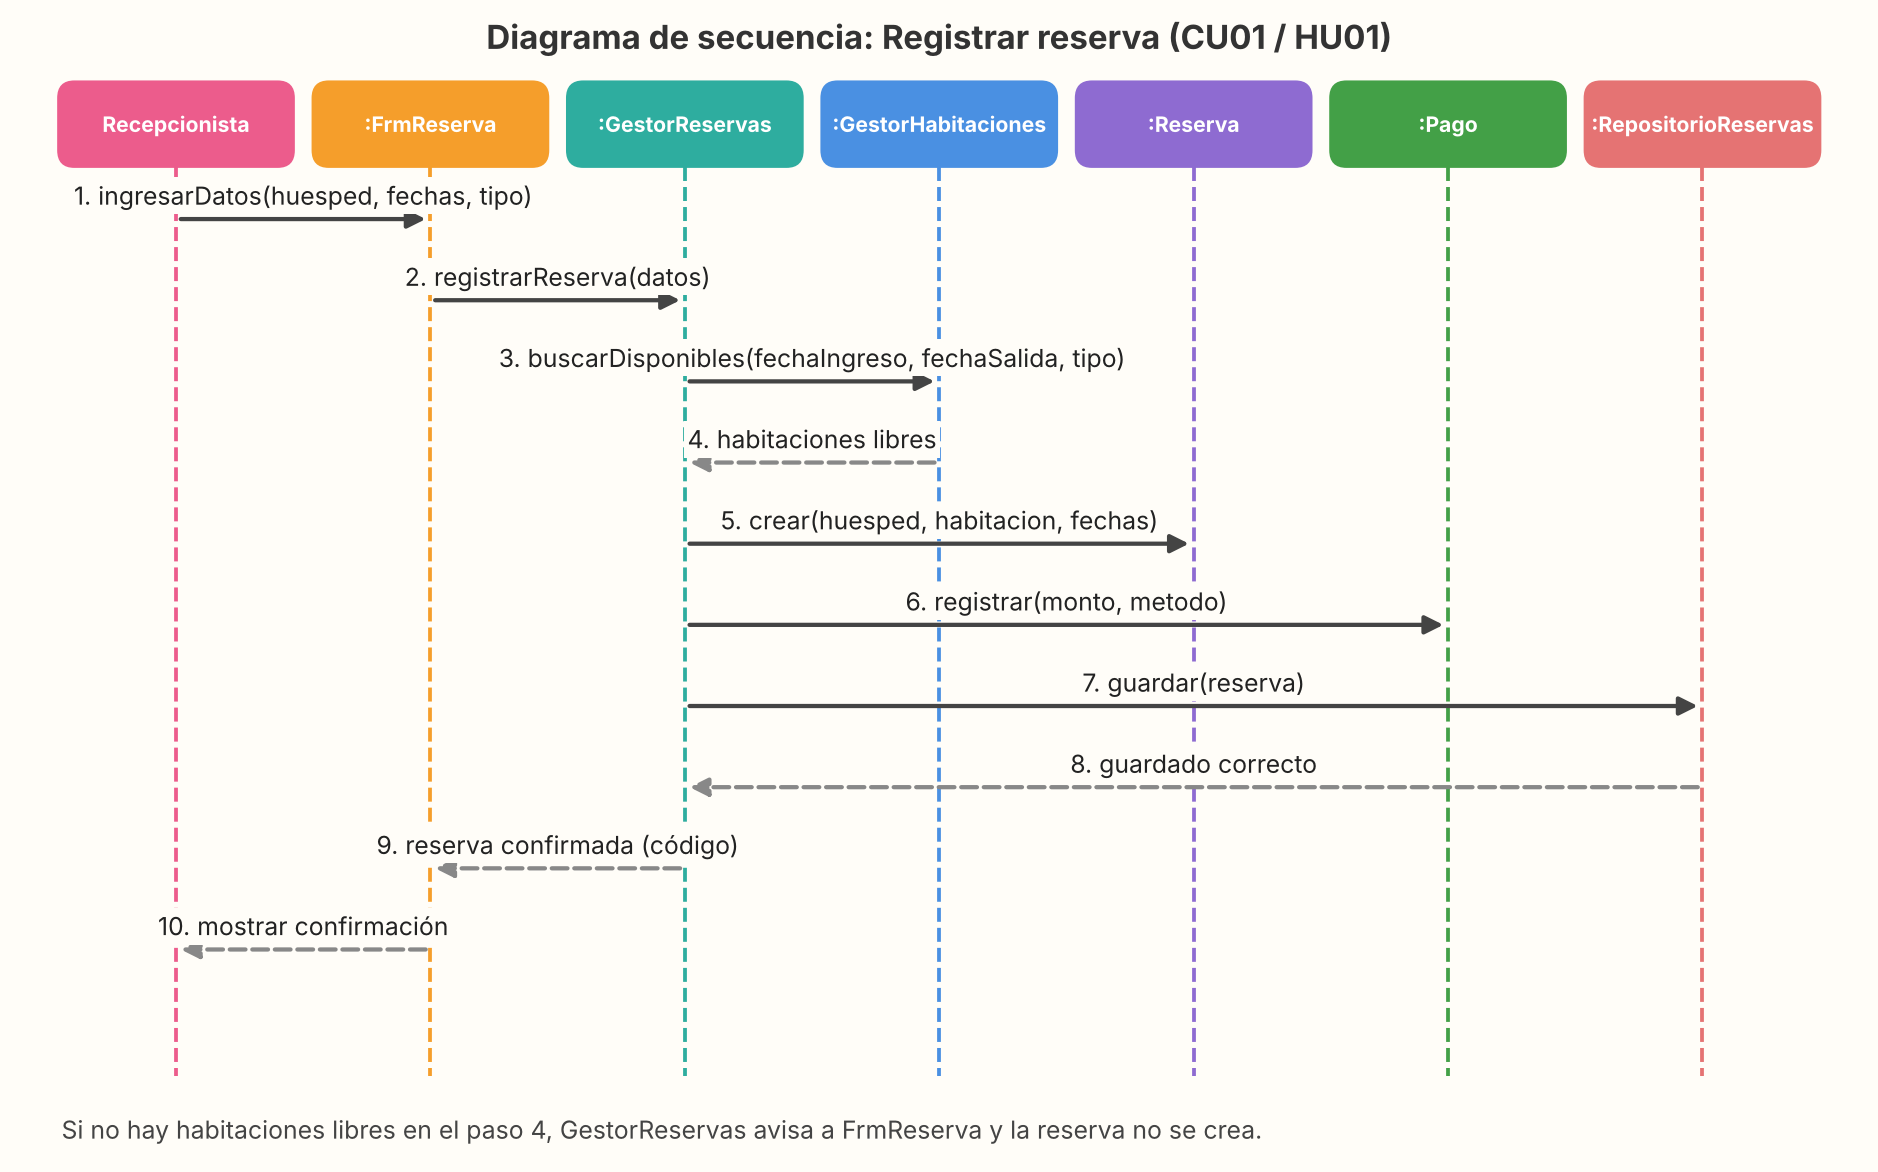 Diagrama de secuencia: Registrar reserva (CU01 / HU01)
Recepcionista
:FrmReserva
:GestorReservas
:GestorHabitaciones
:Reserva
:Pago
:RepositorioReservas
1. ingresarDatos(huesped, fechas, tipo)
2. registrarReserva(datos)
3. buscarDisponibles(fechaIngreso, fechaSalida, tipo)
4. habitaciones libres
5. crear(huesped, habitacion, fechas)
6. registrar(monto, metodo)
7. guardar(reserva)
8. guardado correcto
9. reserva confirmada (código)
10. mostrar confirmación
Si no hay habitaciones libres en el paso 4, GestorReservas avisa a FrmReserva y la reserva no se crea.